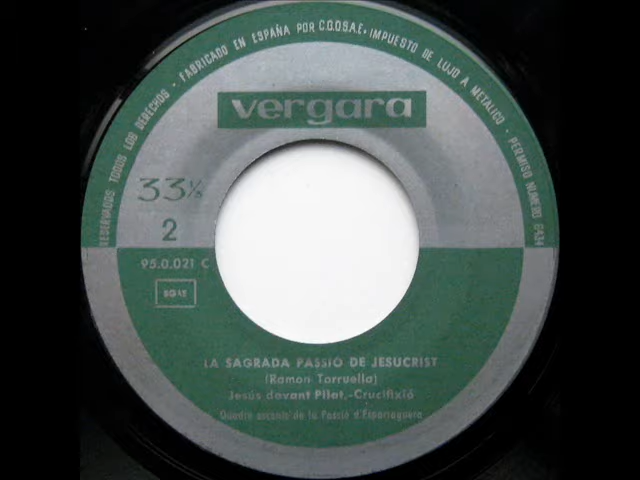 RESERVADOS TODOS LOS DERECHOS · FABRICADO EN ESPAÑA POR C.Q.O.S.A.E. · IMPUESTO DE LUJO A METALICO · PERMISO NUMERO 6434
vergara
33⅓
2
95.0.021 C
LA SAGRADA PASSIÓ DE JESUCRIST
(Ramon Torruella)
Jesús davant Pilat.-Crucifixió
Quadre escènic de la Passió d'Esparreguera